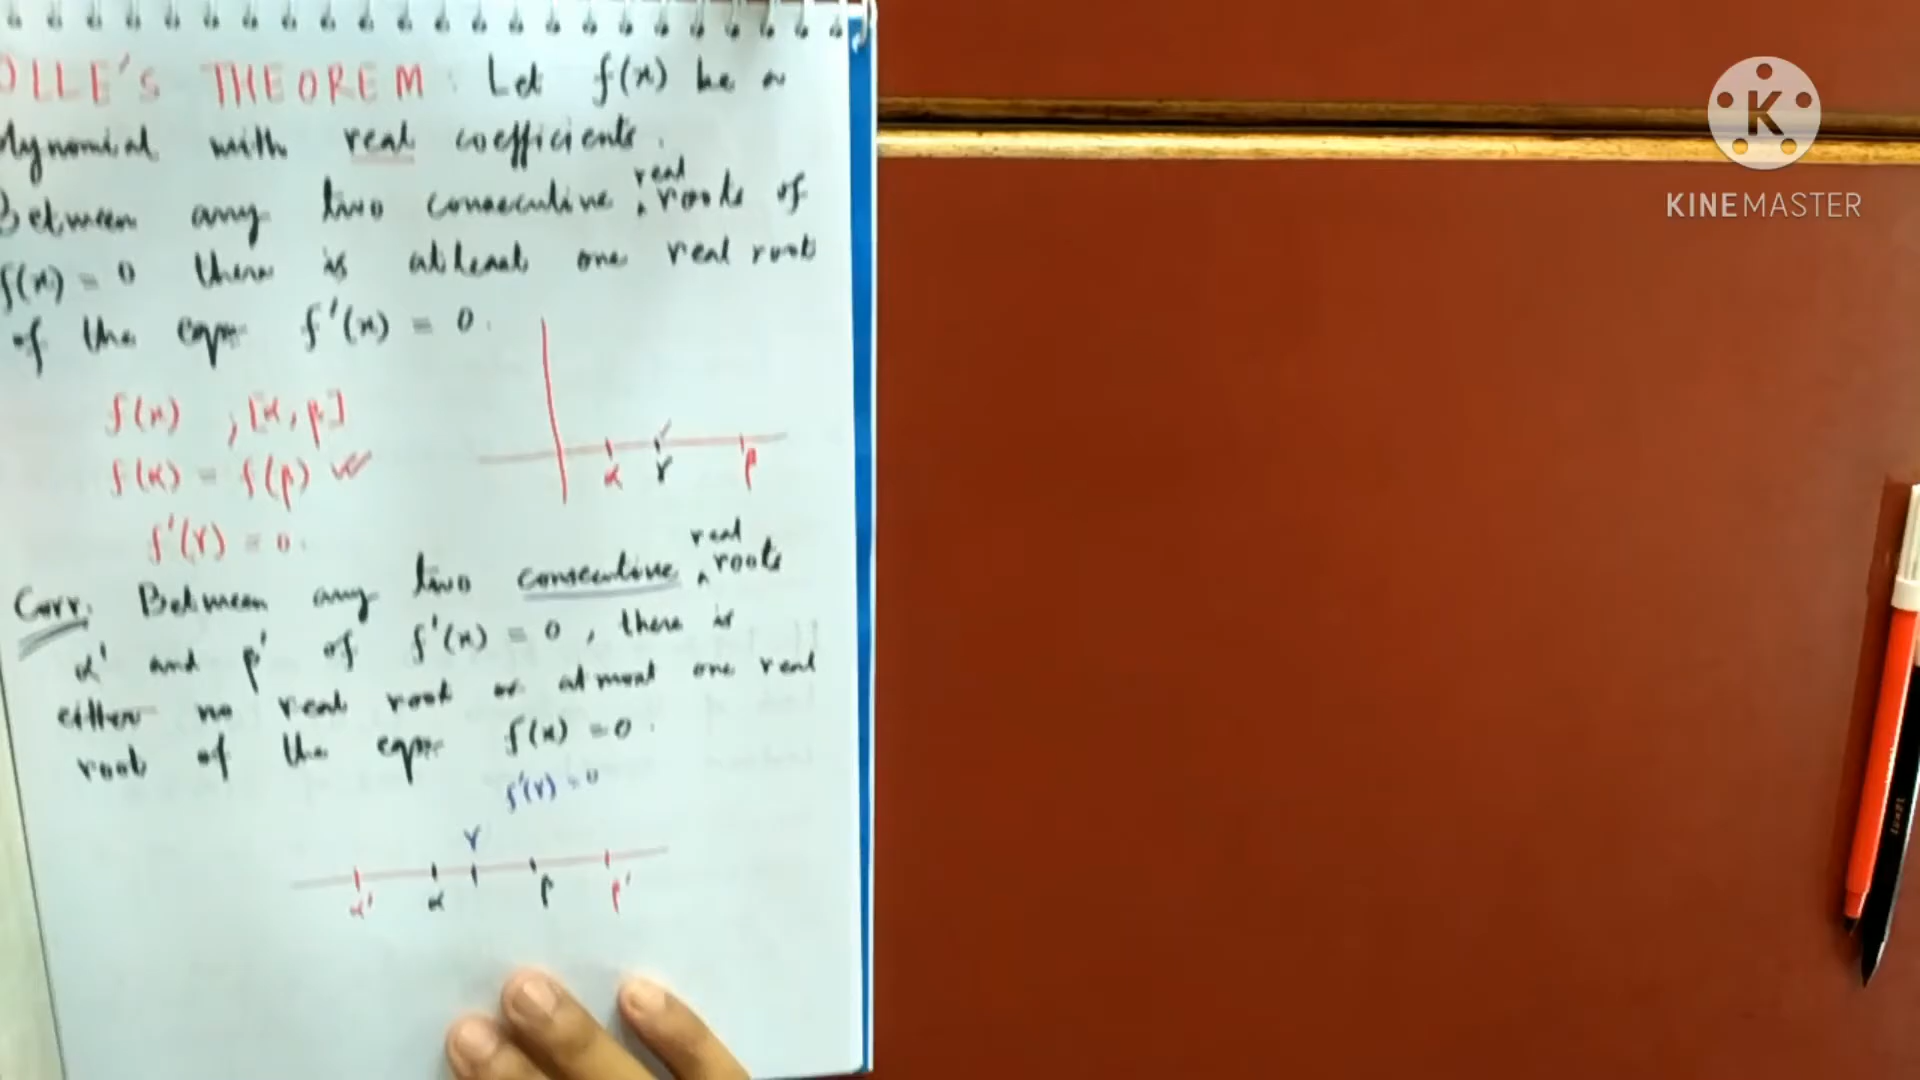 OLLE's THEOREM : Let f(x) be a
lynomial with real coefficients.
Between any two consecutive real roots of
f(x) = 0 there is atleast one real root
of the eqn f'(x) = 0.
f(x) , [α, β]
f(α) = f(β) ✓
f'(γ) = 0.
α γ β
Corr. Between any two consecutive real roots
α' and β' of f'(x) = 0, there is
either no real root or atmost one real
root of the eqn f(x) = 0.
f'(γ) = 0
γ
α' α β β'
K
KINEMASTER